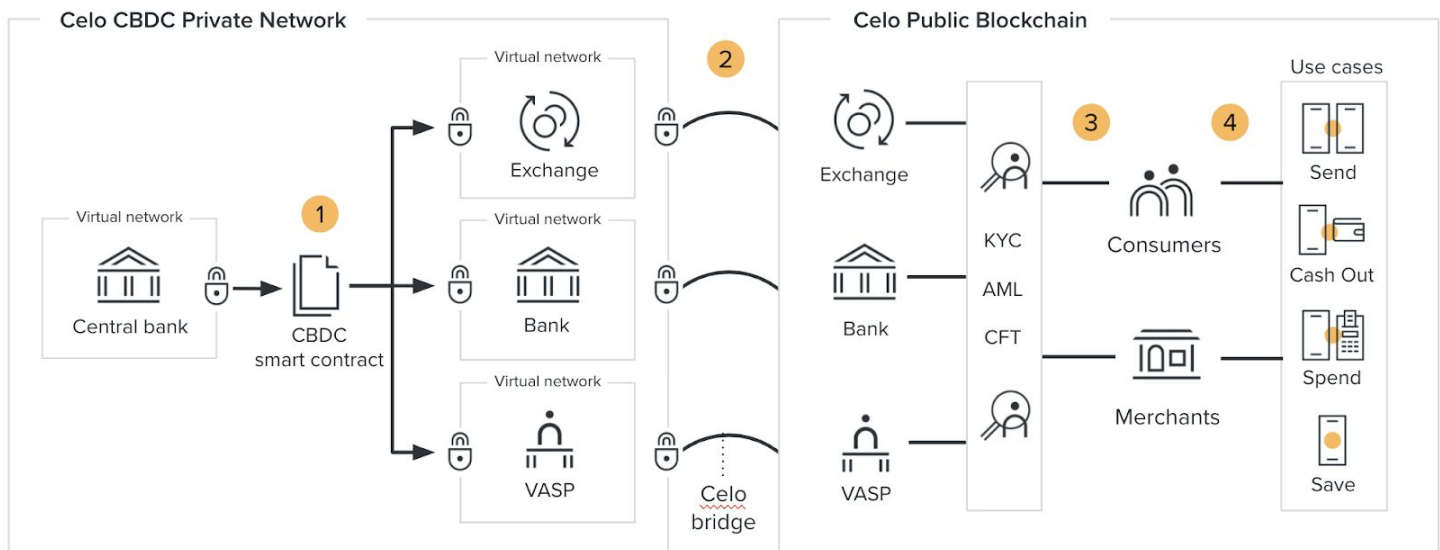 Celo CBDC Private Network
Celo Public Blockchain
Virtual network
Central bank
1
CBDC
smart contract
Virtual network
Exchange
Virtual network
Bank
Virtual network
VASP
2
Celo
bridge
Exchange
Bank
VASP
KYC
AML
CFT
3
Consumers
Merchants
4
Use cases
Send
Cash Out
Spend
Save